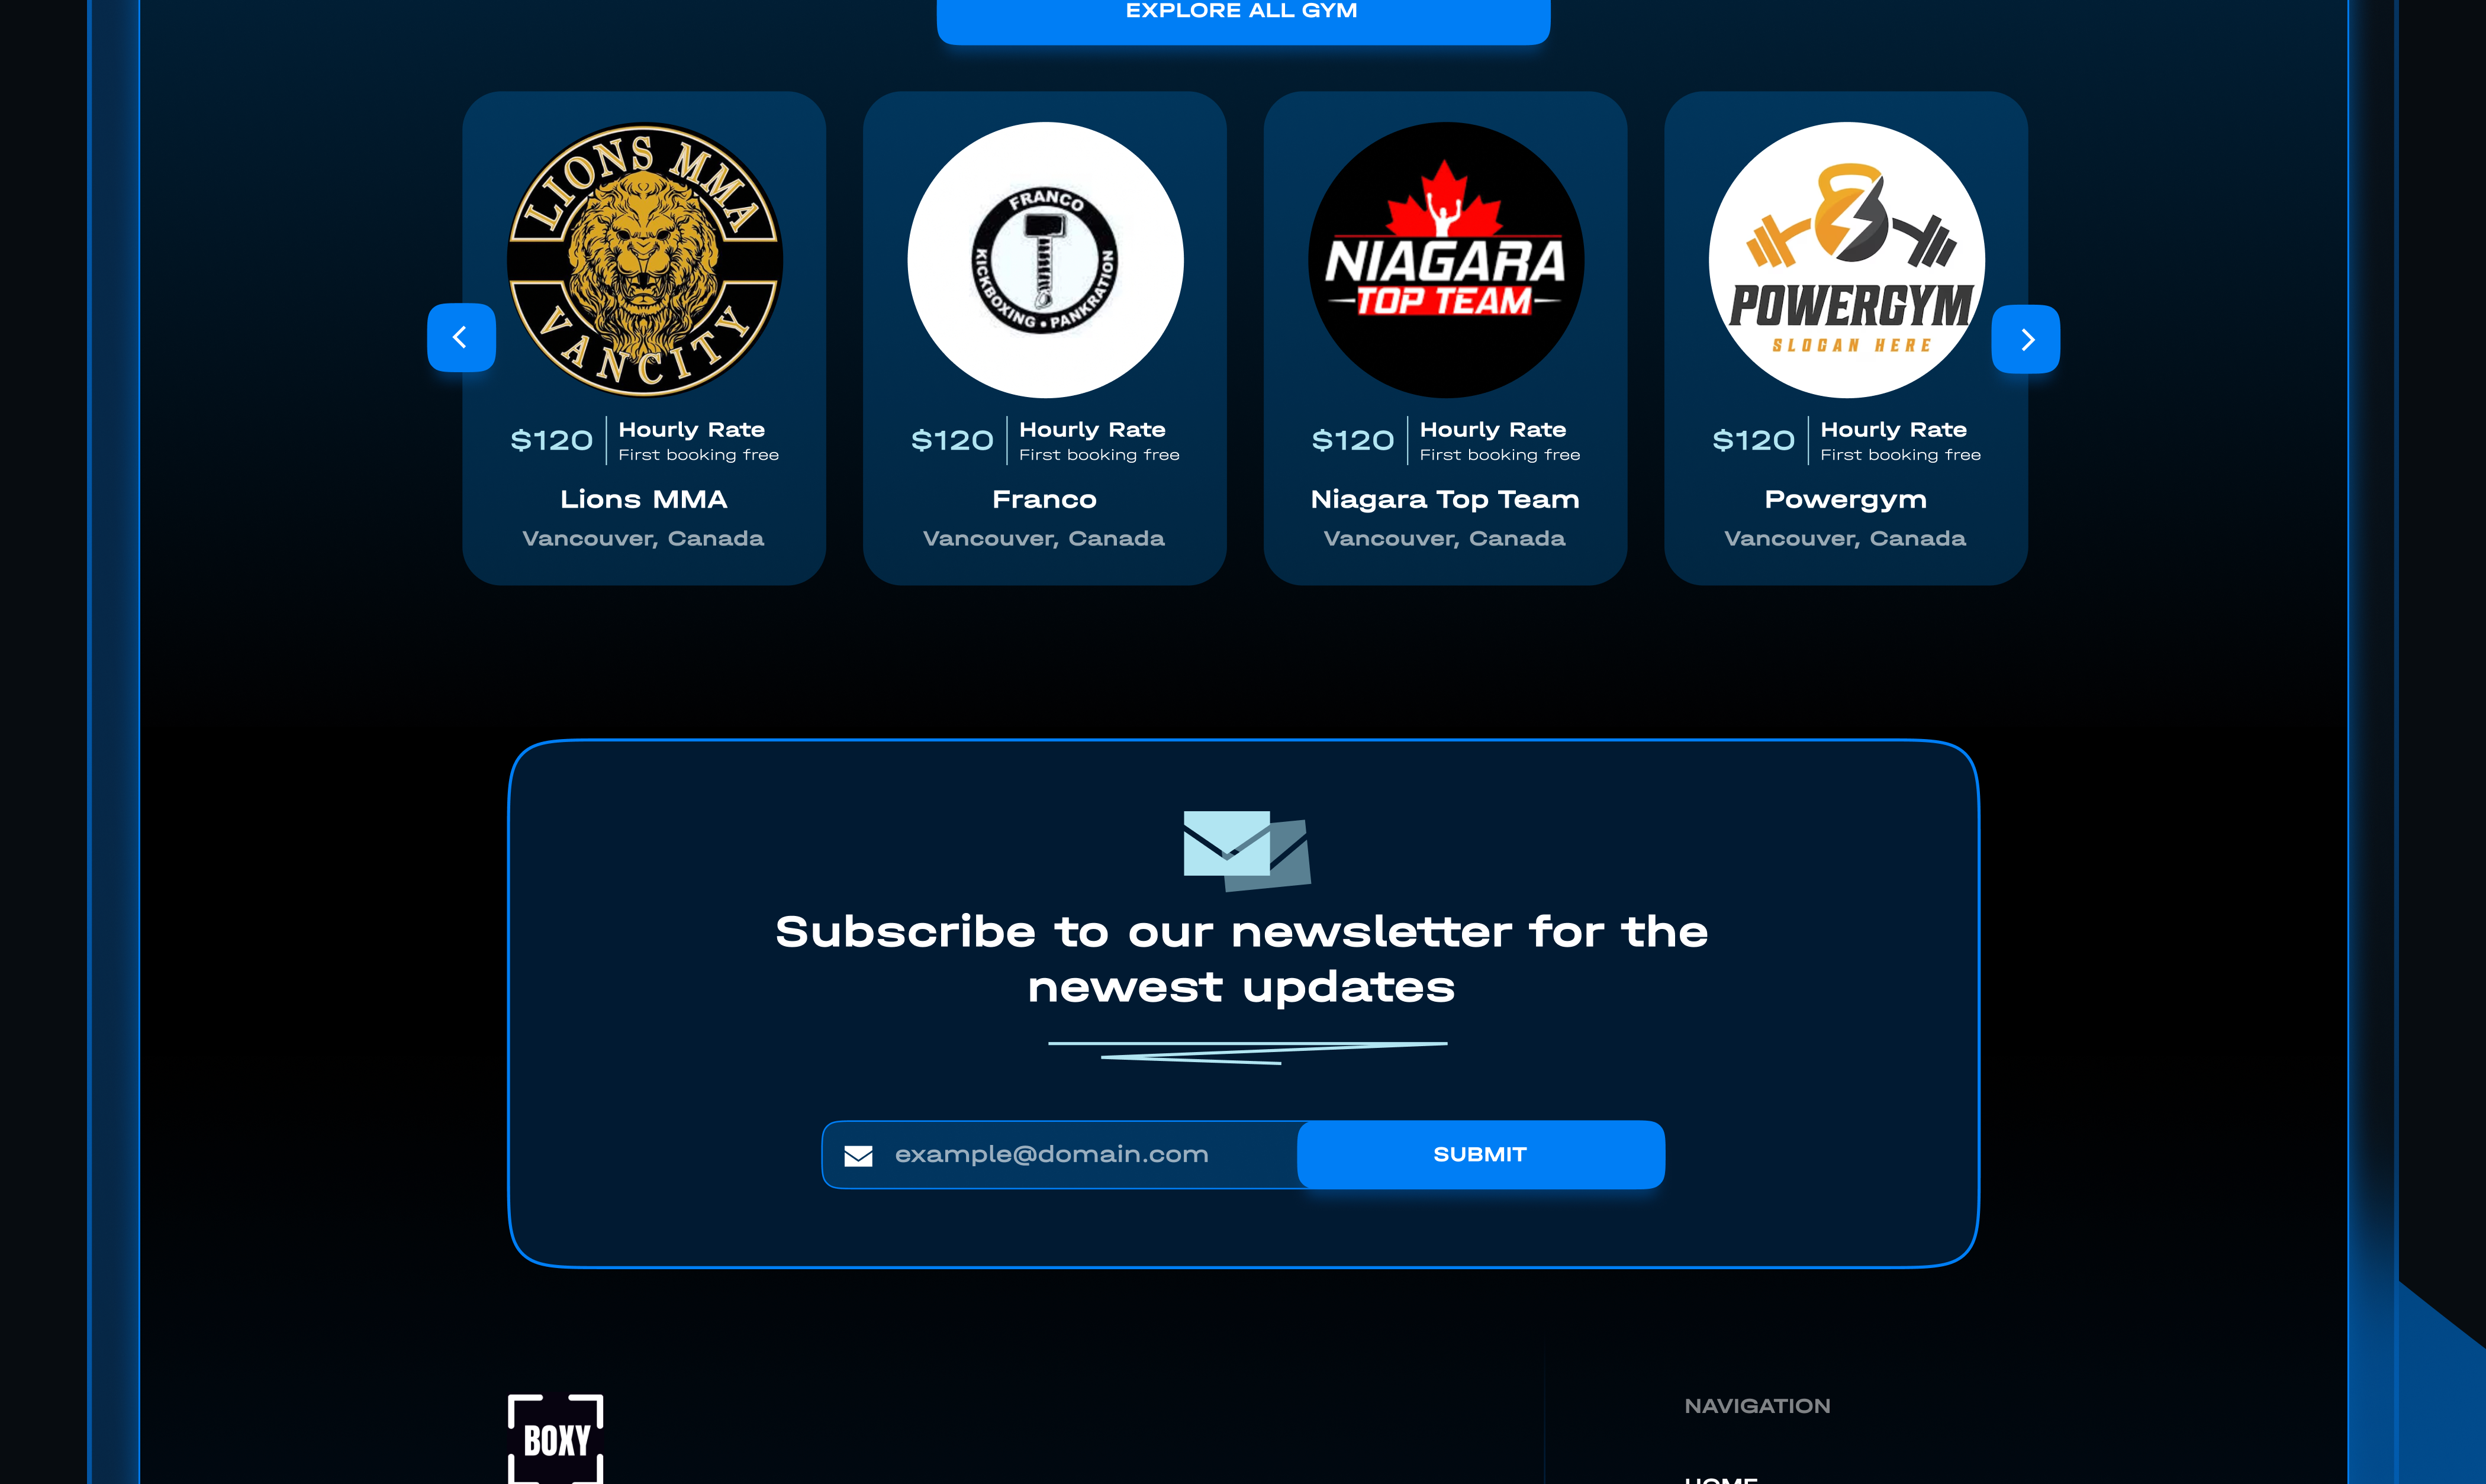 EXPLORE ALL GYM
LIONS MMA
VANCITY
FRANCO
KICKBOXING • PANKRATION
NIAGARA
TOP TEAM
POWERGYM
SLOGAN HERE
$120
Hourly Rate
First booking free
Lions MMA
Vancouver, Canada
$120
Hourly Rate
First booking free
Franco
Vancouver, Canada
$120
Hourly Rate
First booking free
Niagara Top Team
Vancouver, Canada
$120
Hourly Rate
First booking free
Powergym
Vancouver, Canada
Subscribe to our newsletter for the
newest updates
example@domain.com
SUBMIT
BOXY
NAVIGATION
HOME